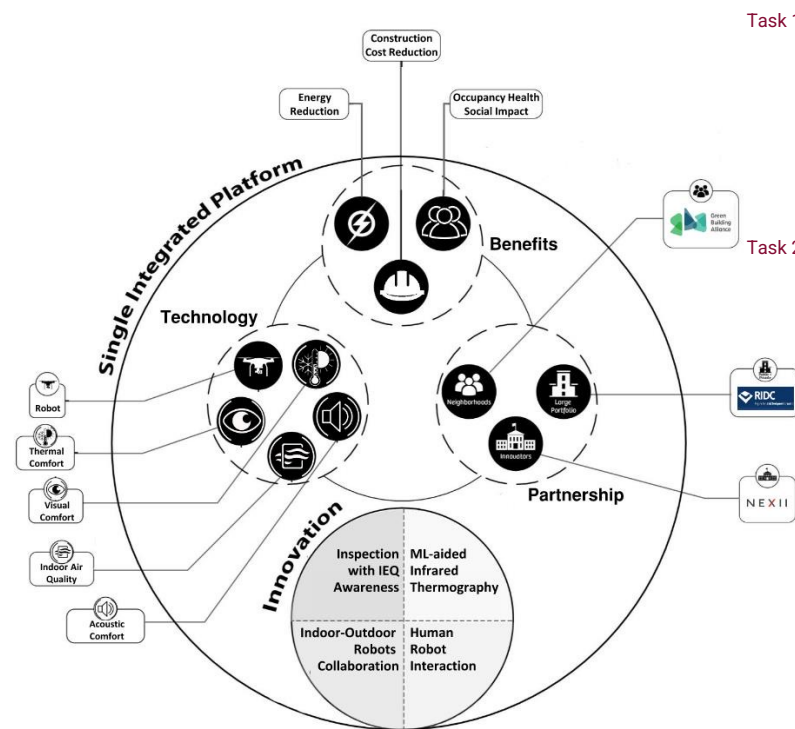 Task 1
Construction
Cost Reduction
Energy
Reduction
Occupancy Health
Social Impact
Single Integrated Platform
Benefits
Green
Building
Alliance
Task 2
Technology
Neighborhoods
Large
Portfolio
Innovators
Partnership
RIDC
NEXII
Robot
Thermal
Comfort
Visual
Comfort
Indoor Air
Quality
Acoustic
Comfort
Innovation
Inspection
with IEQ
Awareness
ML-aided
Infrared
Thermography
Indoor-Outdoor
Robots
Collaboration
Human
Robot
Interaction